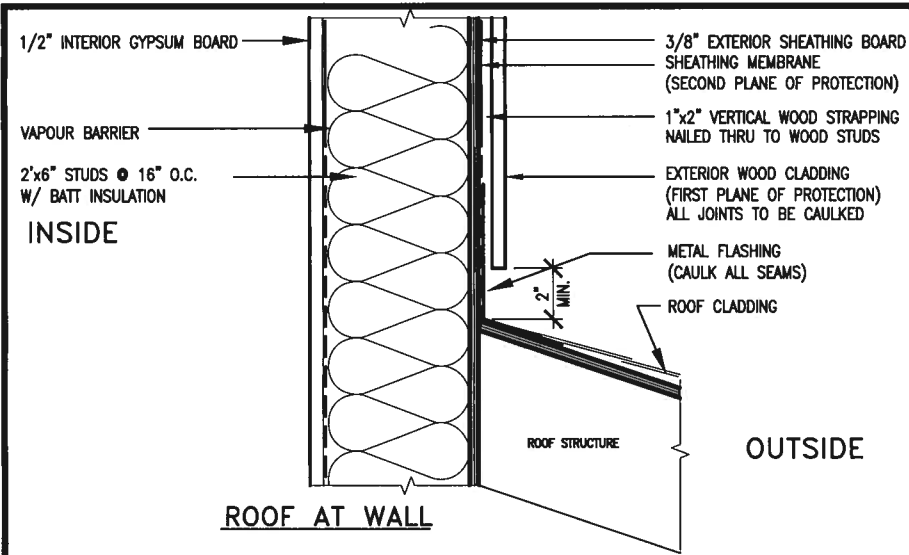 1/2" INTERIOR GYPSUM BOARD
VAPOUR BARRIER
2'x6" STUDS @ 16" O.C.
W/ BATT INSULATION
INSIDE
3/8" EXTERIOR SHEATHING BOARD
SHEATHING MEMBRANE
(SECOND PLANE OF PROTECTION)
1"x2" VERTICAL WOOD STRAPPING
NAILED THRU TO WOOD STUDS
EXTERIOR WOOD CLADDING
(FIRST PLANE OF PROTECTION)
ALL JOINTS TO BE CAULKED
METAL FLASHING
(CAULK ALL SEAMS)
2"
MIN.
ROOF CLADDING
ROOF STRUCTURE
OUTSIDE
ROOF AT WALL